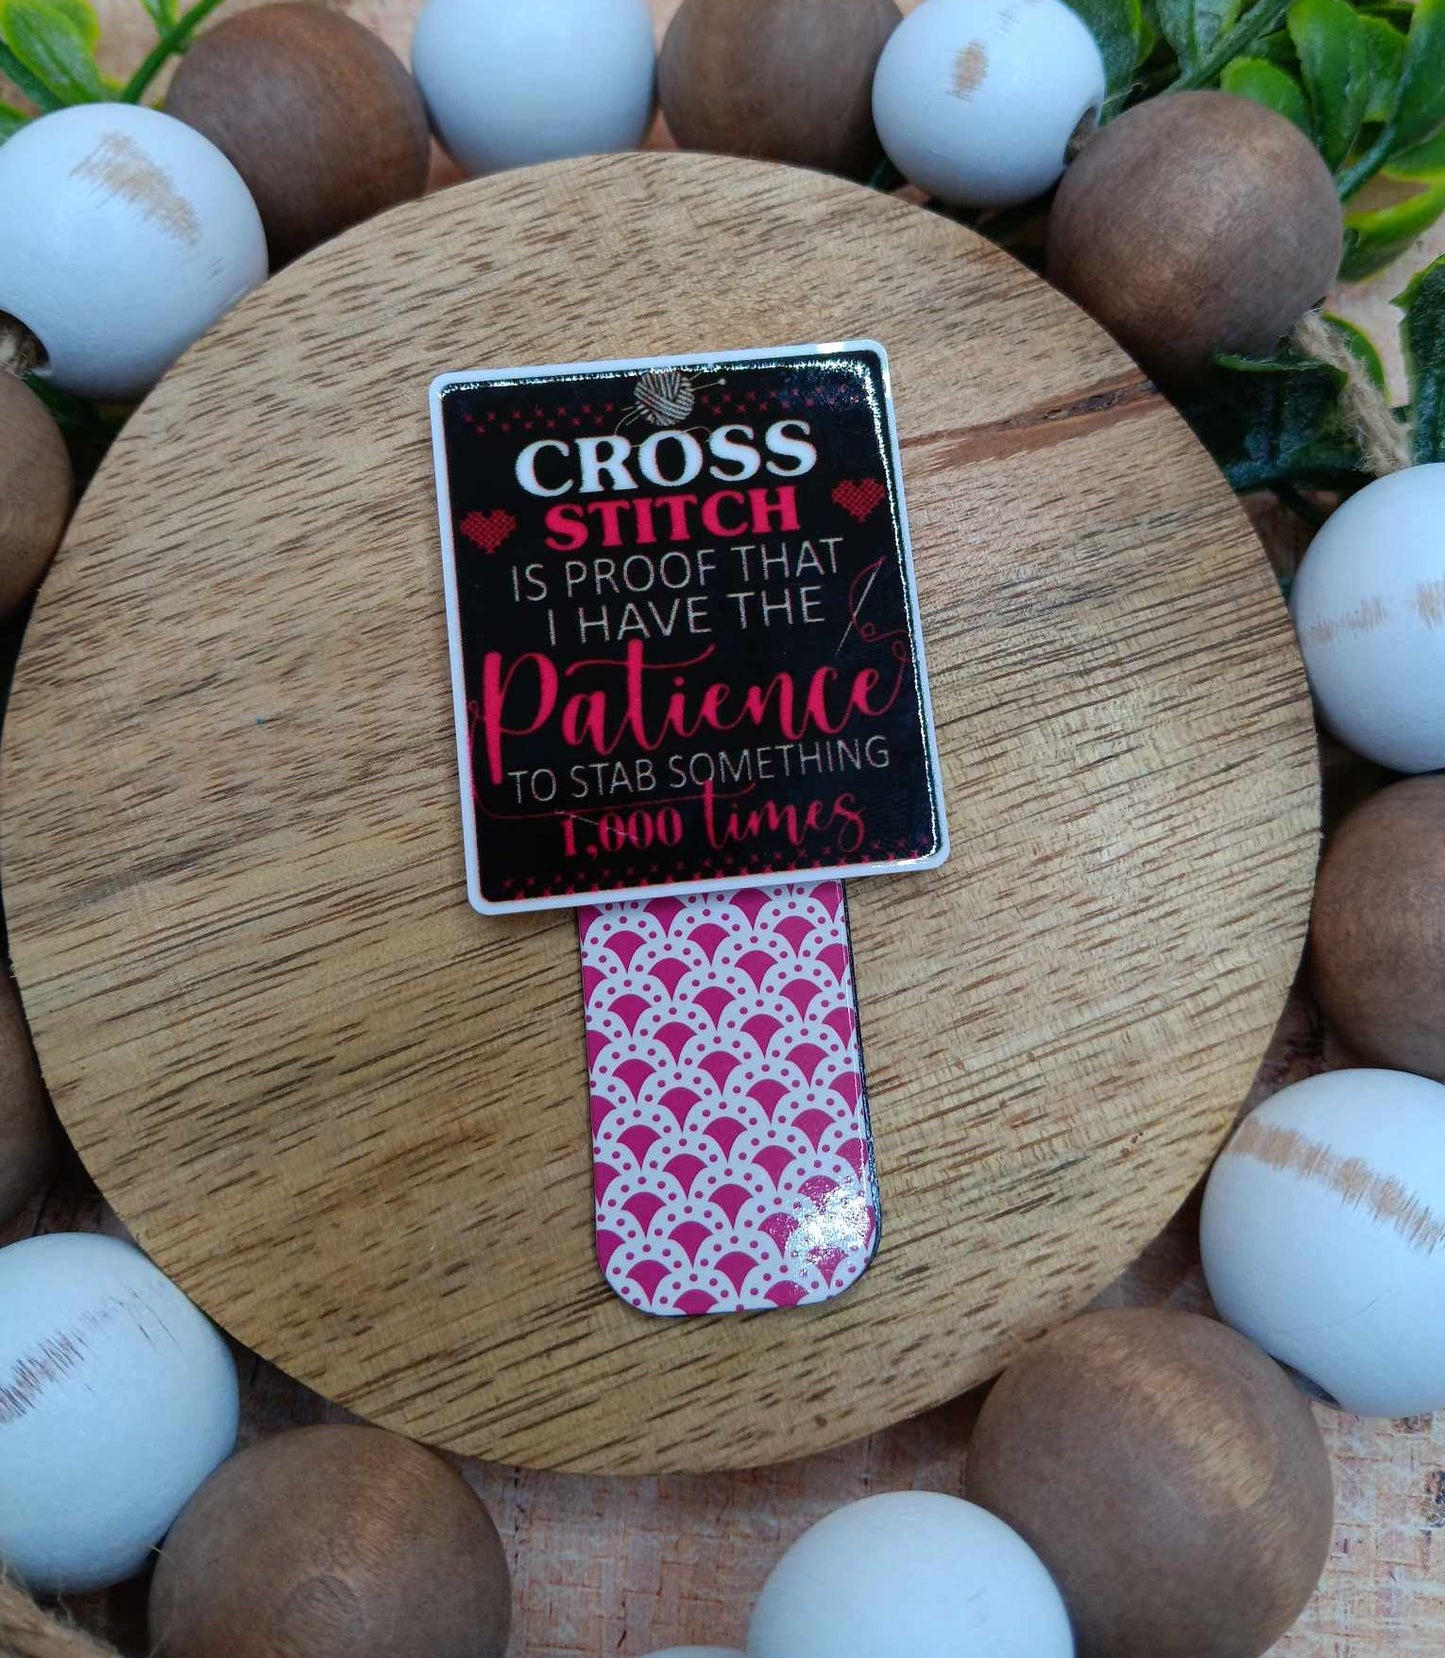 CROSS
STITCH
IS PROOF THAT
I HAVE THE
Patience
TO STAB SOMETHING
1,000 times